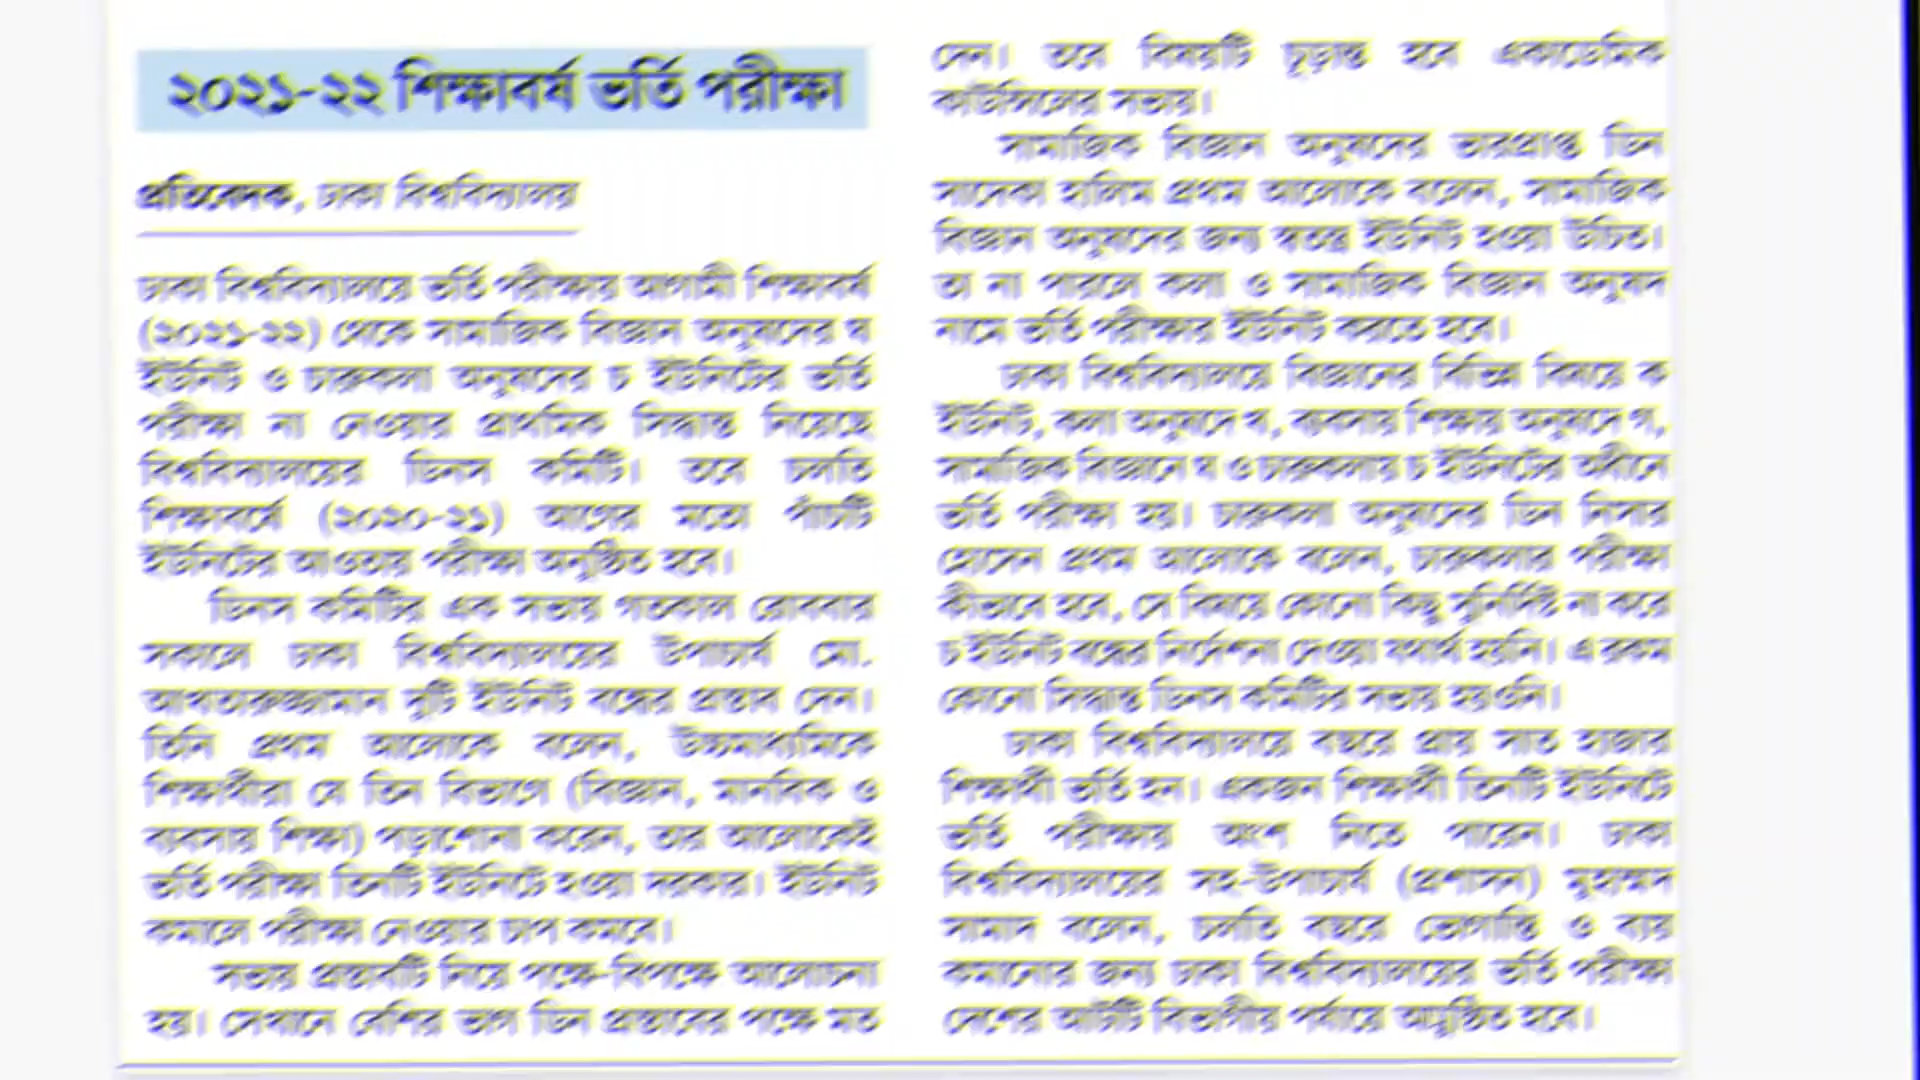 ২০২১-২২ শিক্ষাবর্ষ ভর্তি পরীক্ষা
প্রতিবেদক, ঢাকা বিশ্ববিদ্যালয়
ঢাকা বিশ্ববিদ্যালয়ে ভর্তি পরীক্ষায় আগামী শিক্ষাবর্ষ
(২০২১-২২) থেকে সামাজিক বিজ্ঞান অনুষদের ঘ
ইউনিট ও চারুকলা অনুষদের চ ইউনিটের ভর্তি
পরীক্ষা না নেওয়ার প্রাথমিক সিদ্ধান্ত নিয়েছে
বিশ্ববিদ্যালয়ের ডিনস কমিটি। তবে চলতি
শিক্ষাবর্ষে (২০২০-২১) আগের মতো পাঁচটি
ইউনিটের আওতায় পরীক্ষা অনুষ্ঠিত হবে।
ডিনস কমিটির এক সভায় গতকাল রোববার
সকালে ঢাকা বিশ্ববিদ্যালয়ের উপাচার্য মো.
আখতারুজ্জামান দুটি ইউনিট বন্ধের প্রস্তাব দেন।
তিনি প্রথম আলোকে বলেন, উচ্চমাধ্যমিকে
শিক্ষার্থীরা যে তিন বিভাগে (বিজ্ঞান, মানবিক ও
ব্যবসায় শিক্ষা) পড়াশোনা করেন, তার আলোকেই
ভর্তি পরীক্ষা তিনটি ইউনিটে হওয়া দরকার। ইউনিট
কমালে পরীক্ষা নেওয়ার চাপ কমবে।
সভায় প্রস্তাবটি নিয়ে পক্ষে-বিপক্ষে আলোচনা
হয়। সেখানে বেশির ভাগ ডিন প্রস্তাবের পক্ষে মত
দেন। তবে বিষয়টি চূড়ান্ত হবে একাডেমিক
কাউন্সিলের সভায়।
সামাজিক বিজ্ঞান অনুষদের ভারপ্রাপ্ত ডিন
সাদেকা হালিম প্রথম আলোকে বলেন, সামাজিক
বিজ্ঞান অনুষদের জন্য স্বতন্ত্র ইউনিট হওয়া উচিত।
তা না পারলে কলা ও সামাজিক বিজ্ঞান অনুষদ
নামে ভর্তি পরীক্ষার ইউনিট করতে হবে।
ঢাকা বিশ্ববিদ্যালয়ে বিজ্ঞানের বিভিন্ন বিষয়ে ক
ইউনিট, কলা অনুষদে খ, ব্যবসায় শিক্ষায় অনুষদে গ,
সামাজিক বিজ্ঞানে ঘ ও চারুকলায় চ ইউনিটের অধীনে
ভর্তি পরীক্ষা হয়। চারুকলা অনুষদের ডিন নিসার
হোসেন প্রথম আলোকে বলেন, চারুকলার পরীক্ষা
কীভাবে হবে, সে বিষয়ে কোনো কিছু সুনির্দিষ্ট না করে
চ ইউনিট বন্ধের নির্দেশনা দেওয়া যথার্থ হয়নি। এ রকম
কোনো সিদ্ধান্ত ডিনস কমিটির সভায় হয়ওনি।
ঢাকা বিশ্ববিদ্যালয়ে বছরে প্রায় সাত হাজার
শিক্ষার্থী ভর্তি হন। একজন শিক্ষার্থী তিনটি ইউনিটে
ভর্তি পরীক্ষায় অংশ নিতে পারেন। ঢাকা
বিশ্ববিদ্যালয়ের সহ-উপাচার্য (প্রশাসন) মুহাম্মদ
সামাদ বলেন, চলতি বছরে ভোগান্তি ও ব্যয়
কমানোর জন্য ঢাকা বিশ্ববিদ্যালয়ের ভর্তি পরীক্ষা
দেশের আটটি বিভাগীয় পর্যায়ে অনুষ্ঠিত হবে।